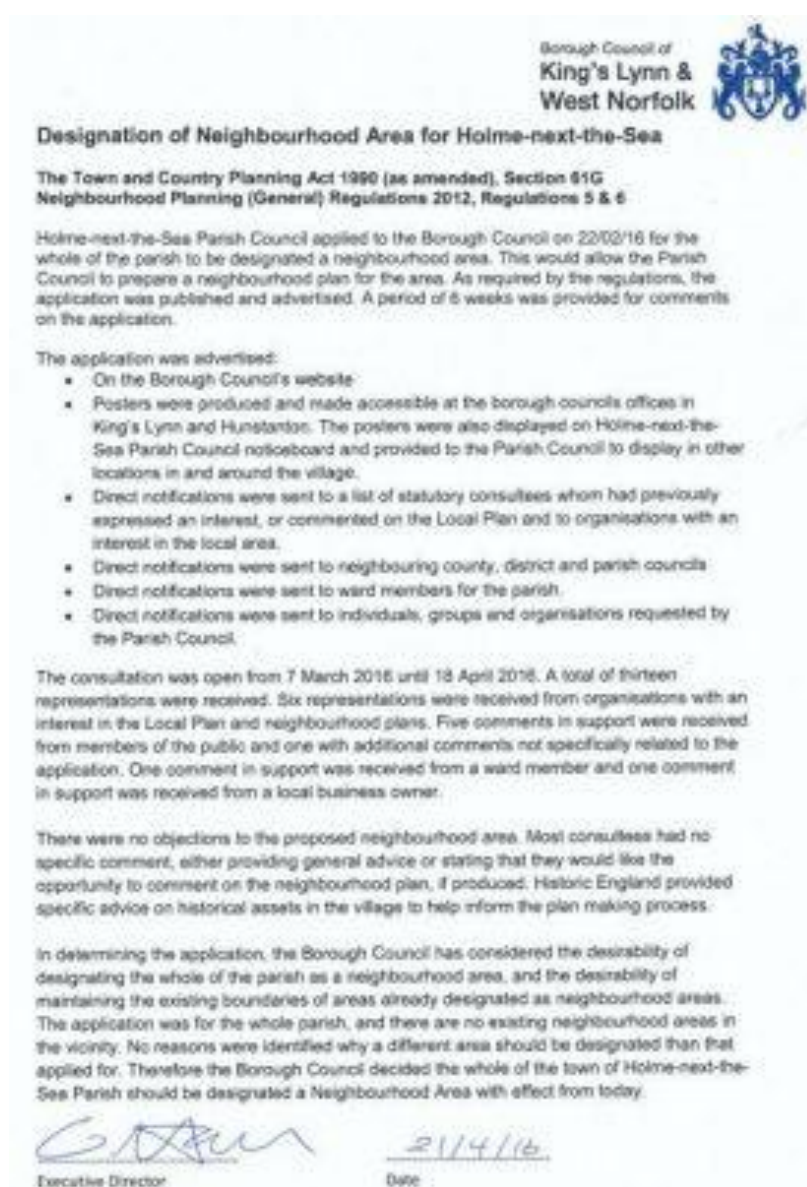 Borough Council of
King's Lynn &
West Norfolk
Designation of Neighbourhood Area for Holme-next-the-Sea
The Town and Country Planning Act 1990 (as amended), Section 61G
Neighbourhood Planning (General) Regulations 2012, Regulations 5 & 6
Holme-next-the-Sea Parish Council applied to the Borough Council on 22/02/16 for the
whole of the parish to be designated a neighbourhood area. This would allow the Parish
Council to prepare a neighbourhood plan for the area. As required by the regulations, the
application was published and advertised. A period of 6 weeks was provided for comments
on the application.
The application was advertised:
• On the Borough Council's website
• Posters were produced and made accessible at the borough councils offices in
King's Lynn and Hunstanton. The posters were also displayed on Holme-next-the-
Sea Parish Council noticeboard and provided to the Parish Council to display in other
locations in and around the village.
• Direct notifications were sent to a list of statutory consultees whom had previously
expressed an interest, or commented on the Local Plan and to organisations with an
interest in the local area.
• Direct notifications were sent to neighbouring county, district and parish councils
• Direct notifications were sent to ward members for the parish.
• Direct notifications were sent to individuals, groups and organisations requested by
the Parish Council.
The consultation was open from 7 March 2016 until 18 April 2016. A total of thirteen
representations were received. Six representations were received from organisations with an
interest in the Local Plan and neighbourhood plans. Five comments in support were received
from members of the public and one with additional comments not specifically related to the
application. One comment in support was received from a ward member and one comment
in support was received from a local business owner.
There were no objections to the proposed neighbourhood area. Most consultees had no
specific comment, either providing general advice or stating that they would like the
opportunity to comment on the neighbourhood plan, if produced. Historic England provided
specific advice on historical assets in the village to help inform the plan making process.
In determining the application, the Borough Council has considered the desirability of
designating the whole of the parish as a neighbourhood area, and the desirability of
maintaining the existing boundaries of areas already designated as neighbourhood areas.
The application was for the whole parish, and there are no existing neighbourhood areas in
the vicinity. No reasons were identified why a different area should be designated than that
applied for. Therefore the Borough Council decided the whole of the town of Holme-next-the-
Sea Parish should be designated a Neighbourhood Area with effect from today.
21/4/16
Executive Director Date